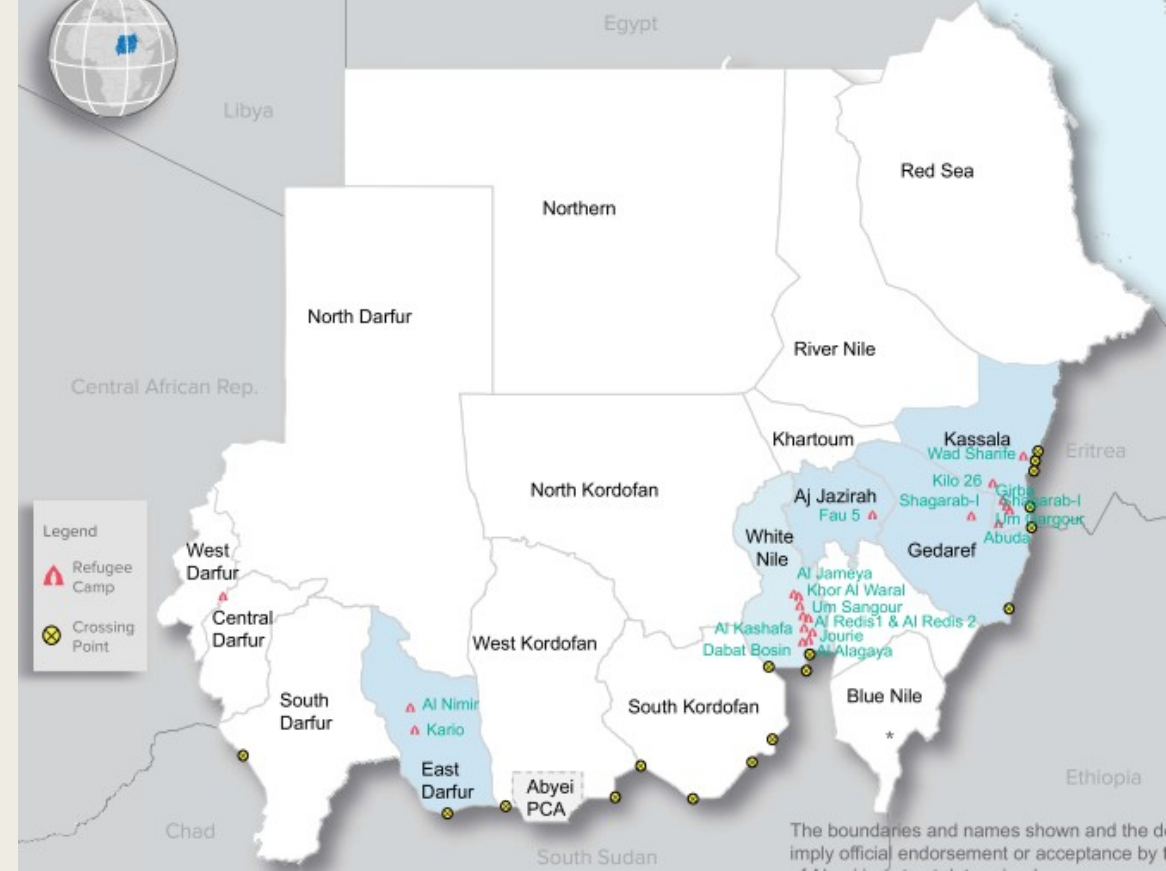 Egypt
Libya
Red Sea
Northern
North Darfur
River Nile
Central African Rep.
Khartoum
Kassala
Wad Sharife
Eritrea
Kilo 26
Girba
North Kordofan
Aj Jazirah
Shagarab-I
Shagarab-I
Fau 5
Um Gargour
Legend
White
Nile
Abuda
West
Darfur
Gedaref
Refugee
Camp
Al Jameya
Khor Al Waral
Um Sangour
Central
Darfur
Al Redis1 & Al Redis 2
Crossing
Point
Al Kashafa
Jourie
West Kordofan
Dabat Bosin
Al Alagaya
South
Darfur
Al Nimir
South Kordofan
Blue Nile
*
Kario
East
Darfur
Abyei
PCA
Ethiopia
Chad
South Sudan
The boundaries and names shown and the de
imply official endorsement or acceptance by t